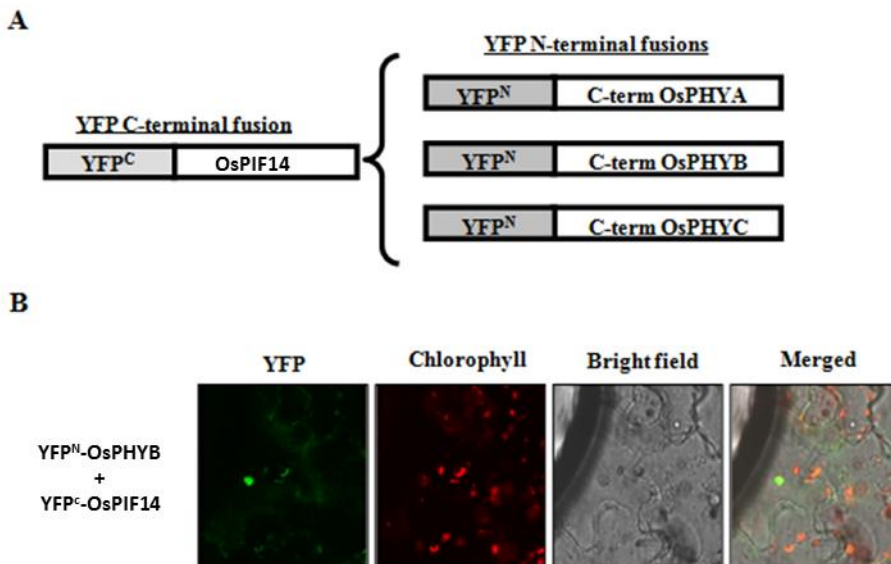 A
YFP N-terminal fusions
YFP^N C-term OsPHYA
YFP C-terminal fusion
YFP^C OsPIF14
YFP^N C-term OsPHYB
YFP^N C-term OsPHYC
B
YFP Chlorophyll Bright field Merged
YFP^N-OsPHYB
+
YFP^c-OsPIF14